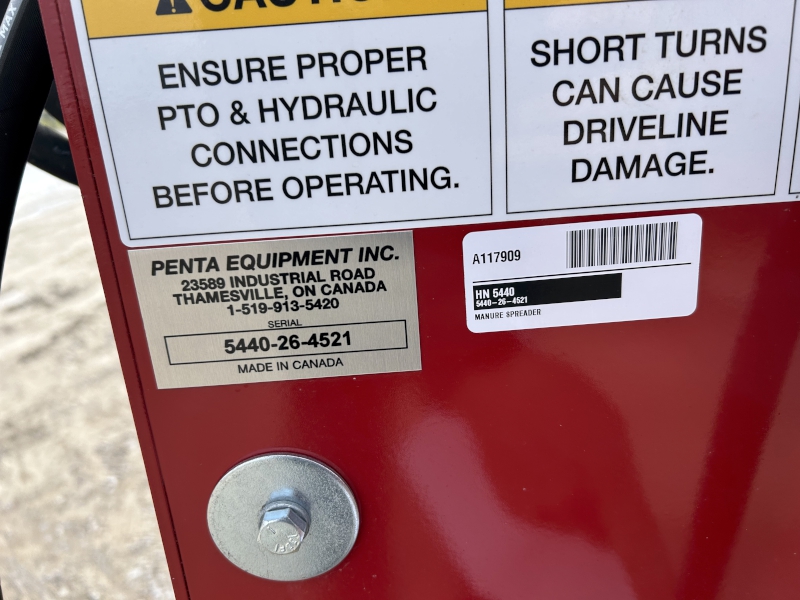 CAUTION
ENSURE PROPER
PTO & HYDRAULIC
CONNECTIONS
BEFORE OPERATING.
SHORT TURNS
CAN CAUSE
DRIVELINE
DAMAGE.
PENTA EQUIPMENT INC.
23589 INDUSTRIAL ROAD
THAMESVILLE, ON CANADA
1-519-913-5420
SERIAL
5440-26-4521
MADE IN CANADA
A117909
HN 5440
5440-26-4521
MANURE SPREADER
MAX